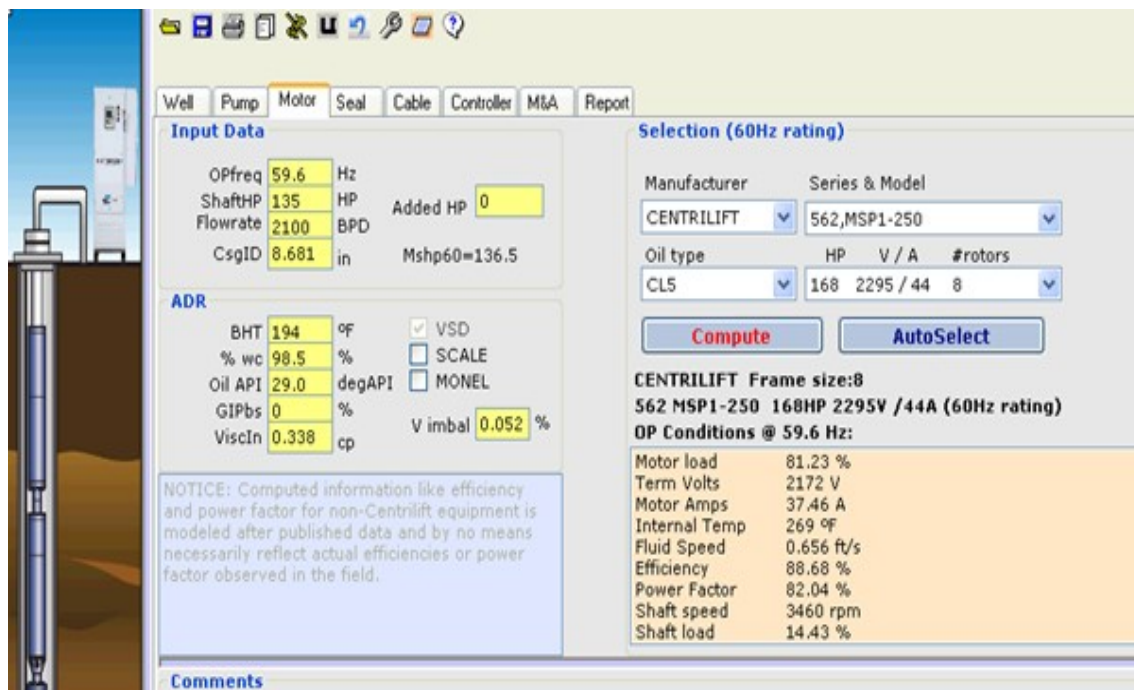 Well Pump Motor Seal Cable Controller M&A Report
Input Data
OPfreq 59.6 Hz
ShaftHP 135 HP
Flowrate 2100 BPD
CsgID 8.681 in
Added HP 0
Mshp60=136.5
ADR
BHT 194 ºF
% wc 98.5 %
Oil API 29.0 degAPI
GIPbs 0 %
ViscIn 0.338 cp
VSD
SCALE
MONEL
V imbal 0.052 %
NOTICE: Computed information like efficiency
and power factor for non-Centrilift equipment is
modeled after published data and by no means
necessarily reflect actual efficiencies or power
factor observed in the field.
Selection (60Hz rating)
Manufacturer Series & Model
CENTRILIFT 562,MSP1-250
Oil type HP V / A #rotors
CL5 168 2295 / 44 8
Compute AutoSelect
CENTRILIFT Frame size:8
562 MSP1-250 168HP 2295V /44A (60Hz rating)
OP Conditions @ 59.6 Hz:
Motor load 81.23 %
Term Volts 2172 V
Motor Amps 37.46 A
Internal Temp 269 ºF
Fluid Speed 0.656 ft/s
Efficiency 88.68 %
Power Factor 82.04 %
Shaft speed 3460 rpm
Shaft load 14.43 %
Comments